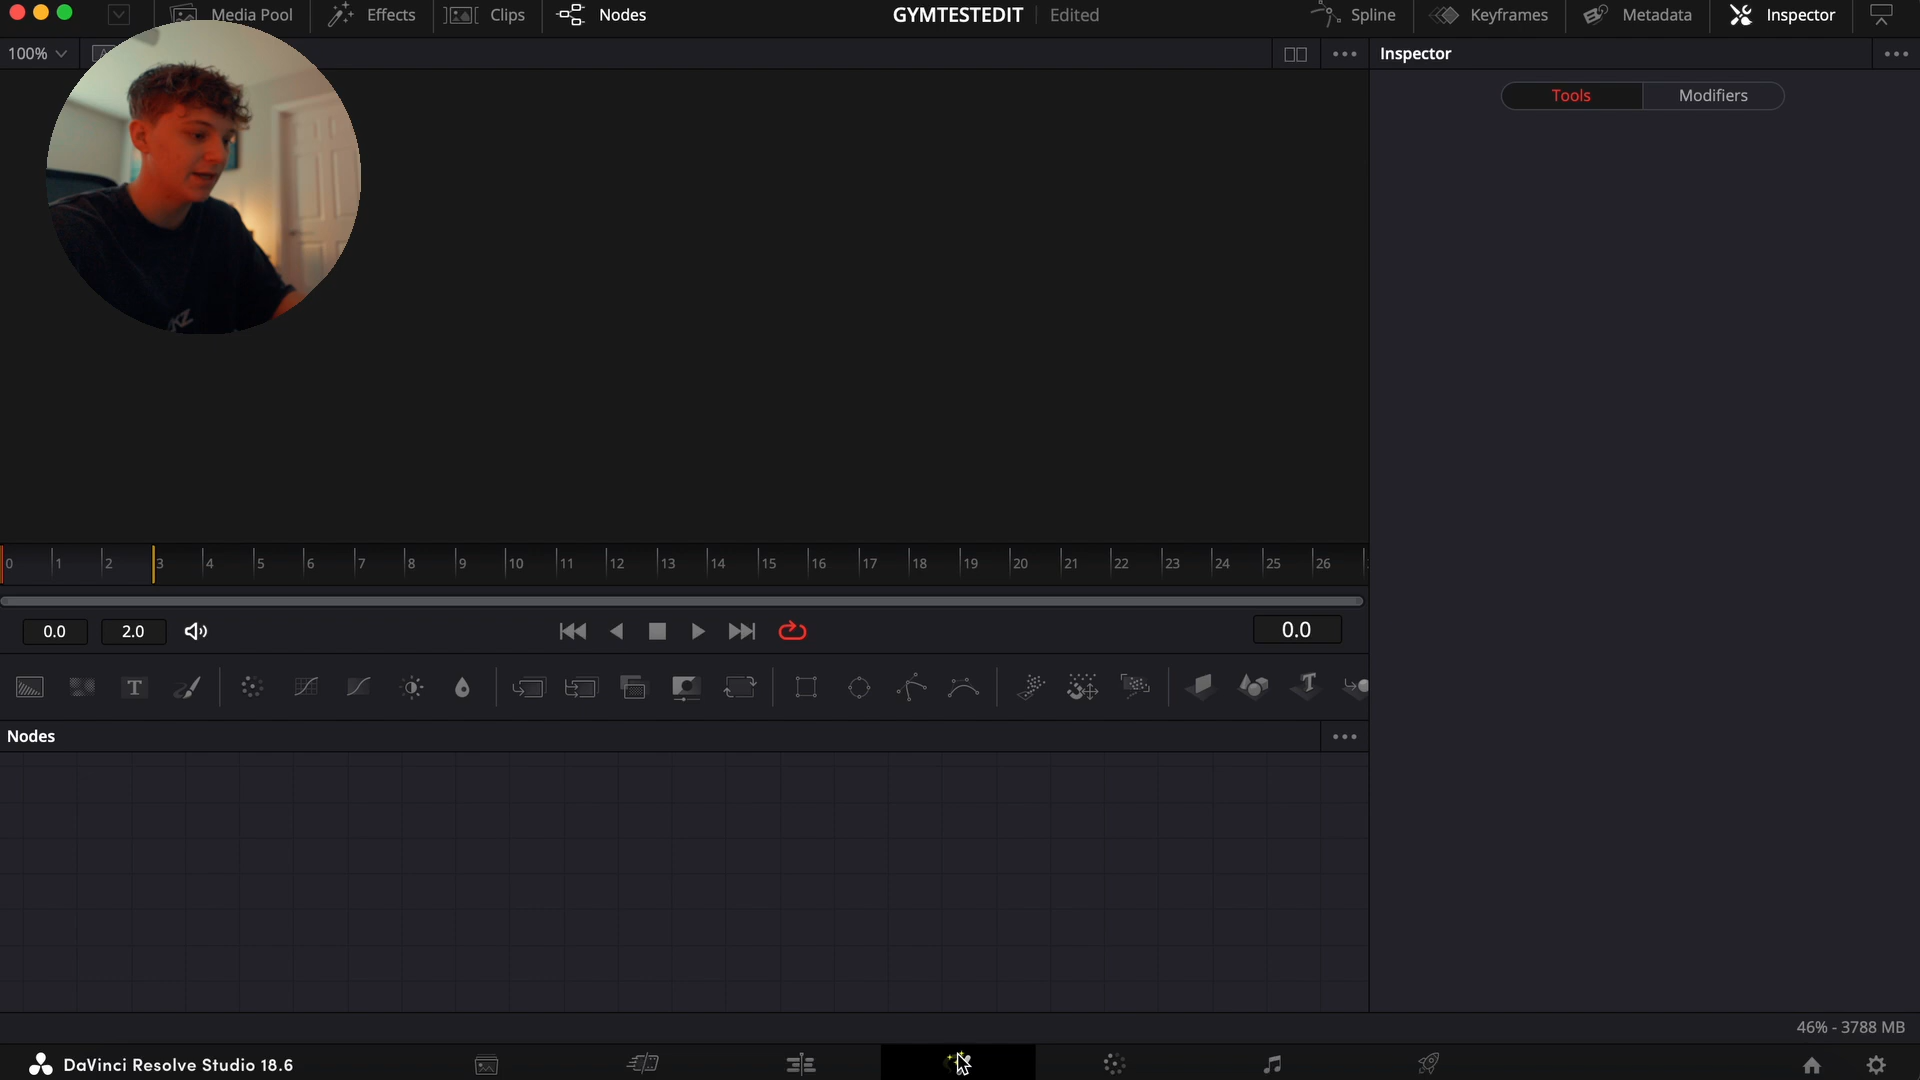 Media Pool
Effects
Clips
Nodes
GYMTESTEDIT
Edited
Spline
Keyframes
Metadata
Inspector
100%
Inspector
Tools
Modifiers
0 1 2 3 4 5 6 7 8 9 10 11 12 13 14 15 16 17 18 19 20 21 22 23 24 25 26
0.0
2.0
0.0
T
T
Nodes
46% - 3788 MB
DaVinci Resolve Studio 18.6